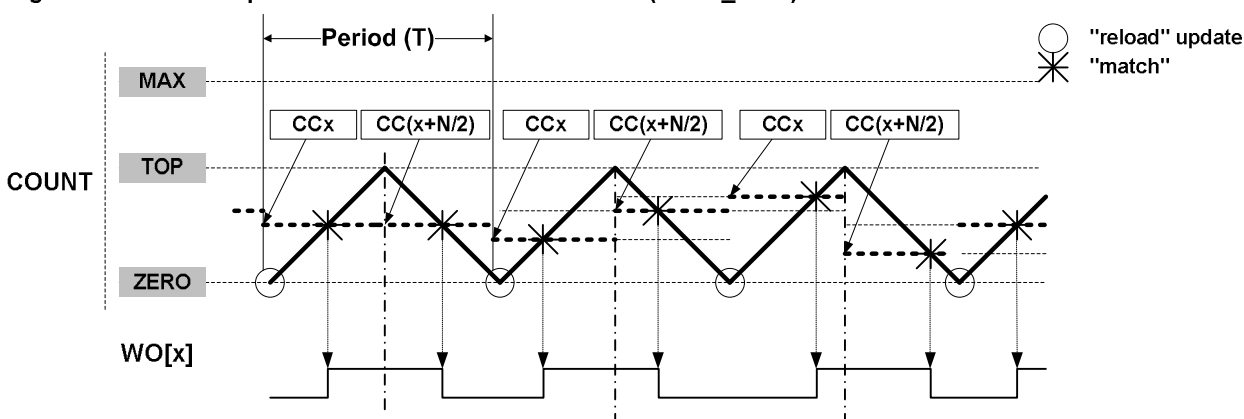 Period (T)
"reload" update
"match"
MAX
CCx
CC(x+N/2)
CCx
CC(x+N/2)
CCx
CC(x+N/2)
TOP
COUNT
ZERO
WO[x]